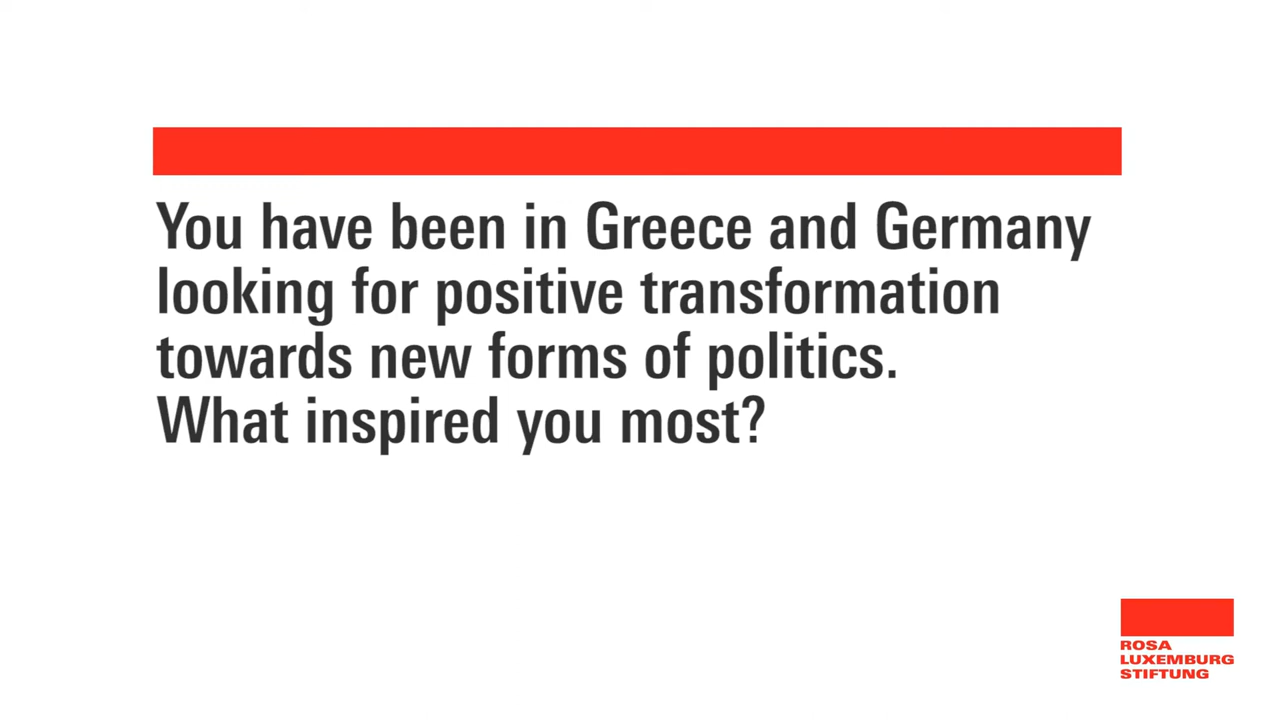 You have been in Greece and Germany
looking for positive transformation
towards new forms of politics.
What inspired you most?
ROSA
LUXEMBURG
STIFTUNG